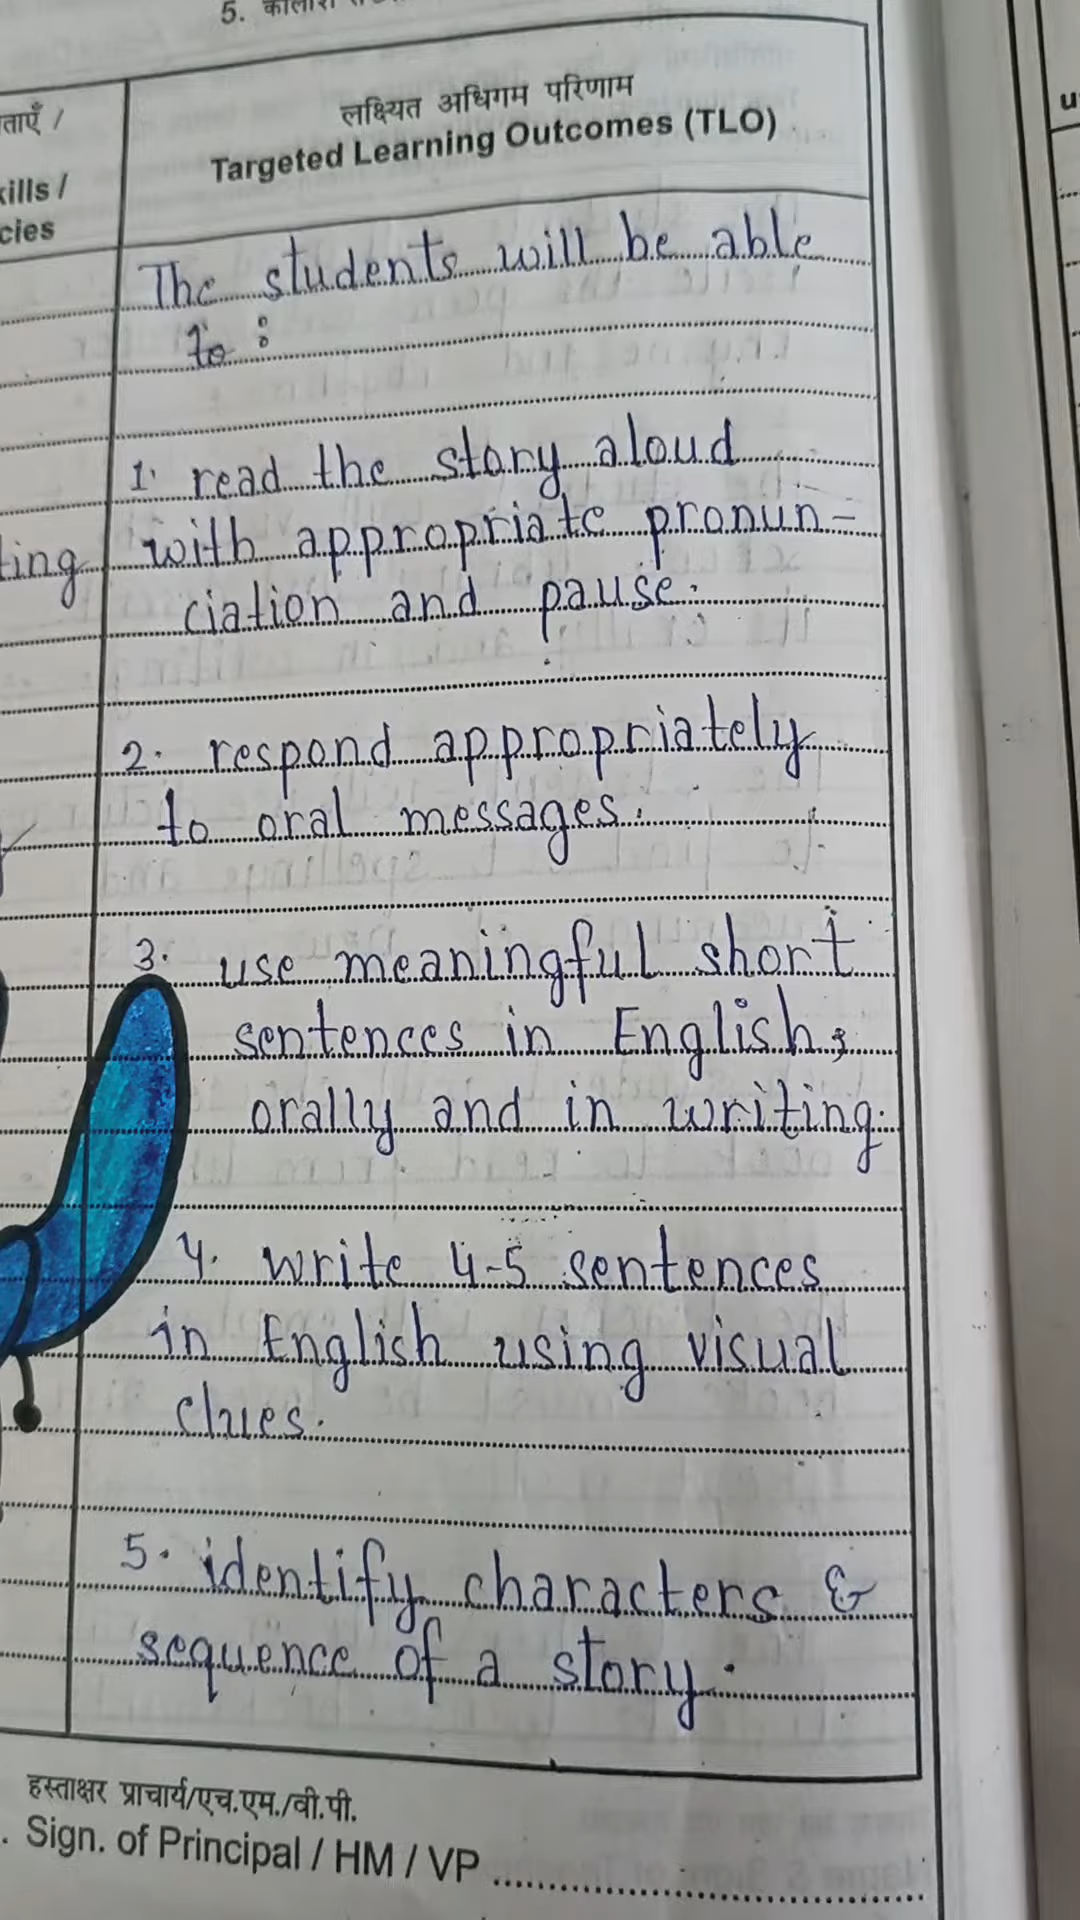 5.
लक्ष्यित अधिगम परिणाम
Targeted Learning Outcomes (TLO)
The students will be able
to :
1. read the story aloud
with appropriate pronun-
ciation and pause.
2. respond appropriately
to oral messages.
3. use meaningful short
sentences in English,
orally and in writing.
4. write 4-5 sentences
in English using visual
clues.
5. identify characters &
sequence of a story.
हस्ताक्षर प्राचार्य/एच.एम./वी.पी.
. Sign. of Principal / HM / VP